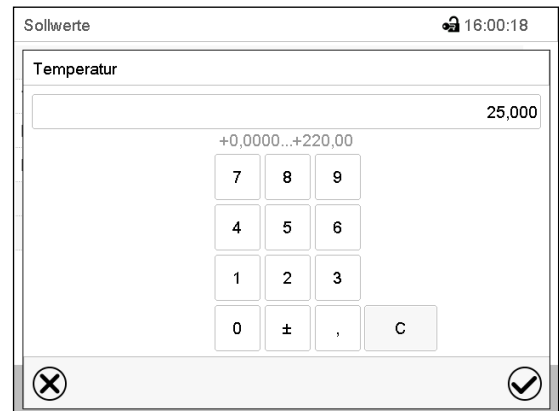 Sollwerte 16:00:18
Temperatur
25,000
+0,0000...+220,00
7 8 9
4 5 6
1 2 3
0 ± , C